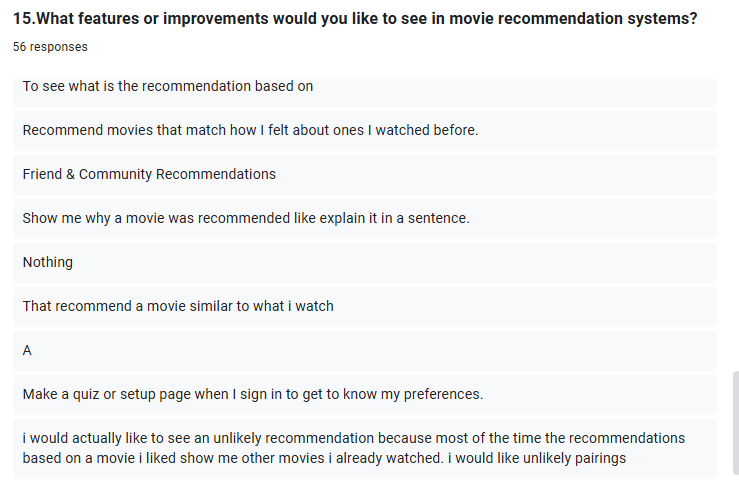 15.What features or improvements would you like to see in movie recommendation systems?
56 responses
To see what is the recommendation based on
Recommend movies that match how I felt about ones I watched before.
Friend & Community Recommendations
Show me why a movie was recommended like explain it in a sentence.
Nothing
That recommend a movie similar to what i watch
A
Make a quiz or setup page when I sign in to get to know my preferences.
i would actually like to see an unlikely recommendation because most of the time the recommendations
based on a movie i liked show me other movies i already watched. i would like unlikely pairings